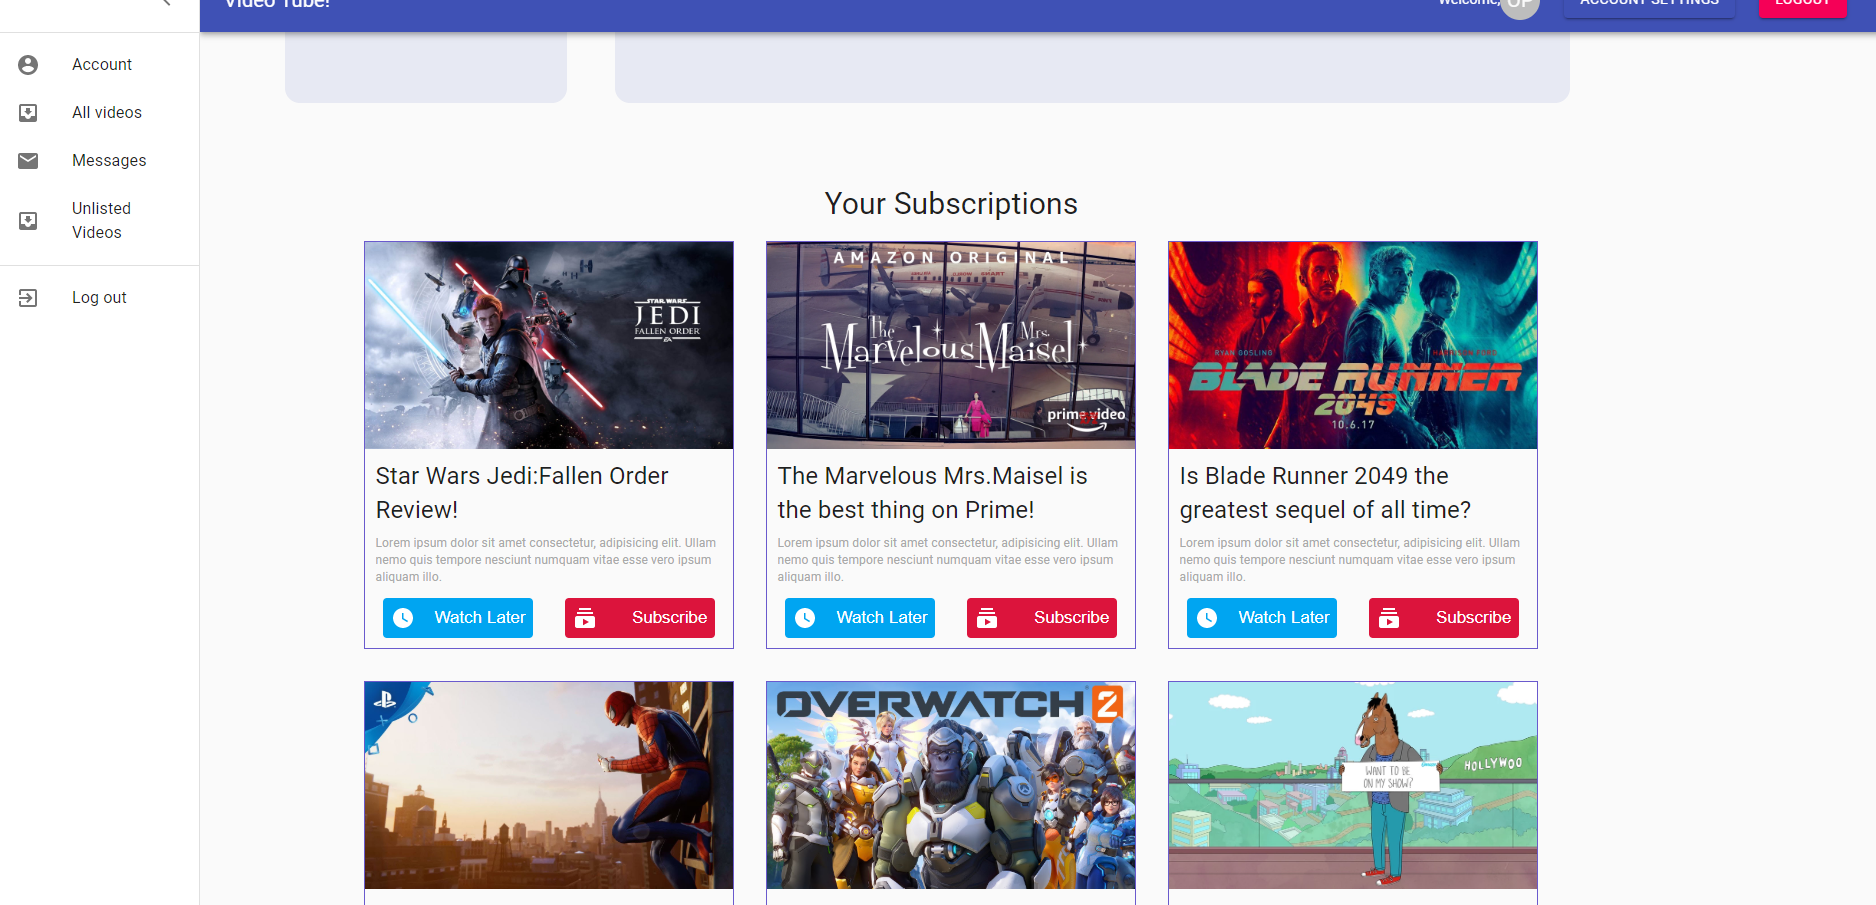 Video Tube!
Welcome,
OP
ACCOUNT SETTINGS
LOGOUT
Account
All videos
Messages
Unlisted
Videos
Log out
Your Subscriptions
STAR WARS
JEDI
FALLEN ORDER
EA
AMAZON ORIGINAL
The
Marvelous Mrs. Maisel
prime video
RYAN GOSLING
HARRISON FORD
BLADE RUNNER
2049
10.6.17
Star Wars Jedi:Fallen Order
Review!
Lorem ipsum dolor sit amet consectetur, adipisicing elit. Ullam
nemo quis tempore nesciunt numquam vitae esse vero ipsum
aliquam illo.
Watch Later
Subscribe
The Marvelous Mrs.Maisel is
the best thing on Prime!
Lorem ipsum dolor sit amet consectetur, adipisicing elit. Ullam
nemo quis tempore nesciunt numquam vitae esse vero ipsum
aliquam illo.
Watch Later
Subscribe
Is Blade Runner 2049 the
greatest sequel of all time?
Lorem ipsum dolor sit amet consectetur, adipisicing elit. Ullam
nemo quis tempore nesciunt numquam vitae esse vero ipsum
aliquam illo.
Watch Later
Subscribe
OVERWATCH 2
WANT TO BE
ON MY SHOW?
HOLLYWOO